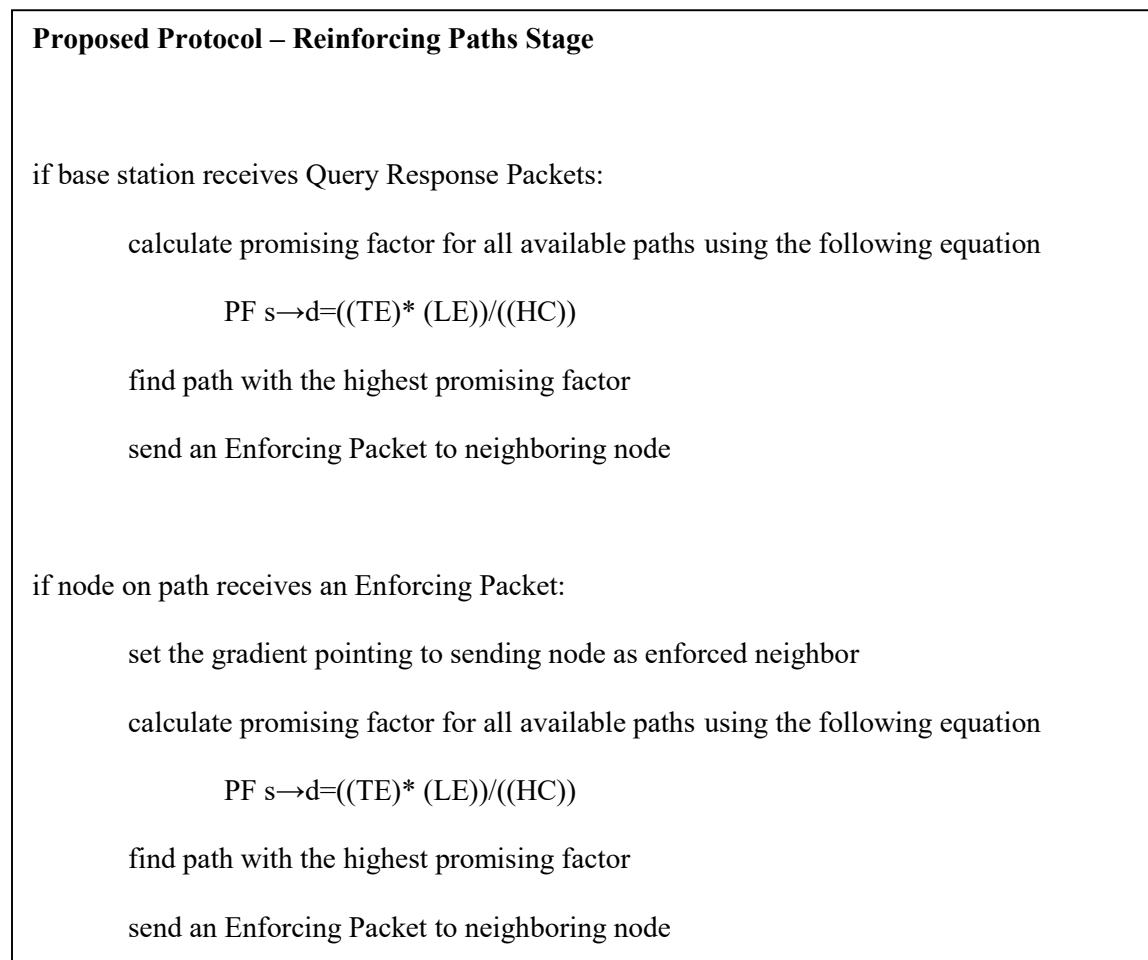 Proposed Protocol – Reinforcing Paths Stage
if base station receives Query Response Packets:
calculate promising factor for all available paths using the following equation
PF s→d=((TE)* (LE))/((HC))
find path with the highest promising factor
send an Enforcing Packet to neighboring node
if node on path receives an Enforcing Packet:
set the gradient pointing to sending node as enforced neighbor
calculate promising factor for all available paths using the following equation
PF s→d=((TE)* (LE))/((HC))
find path with the highest promising factor
send an Enforcing Packet to neighboring node